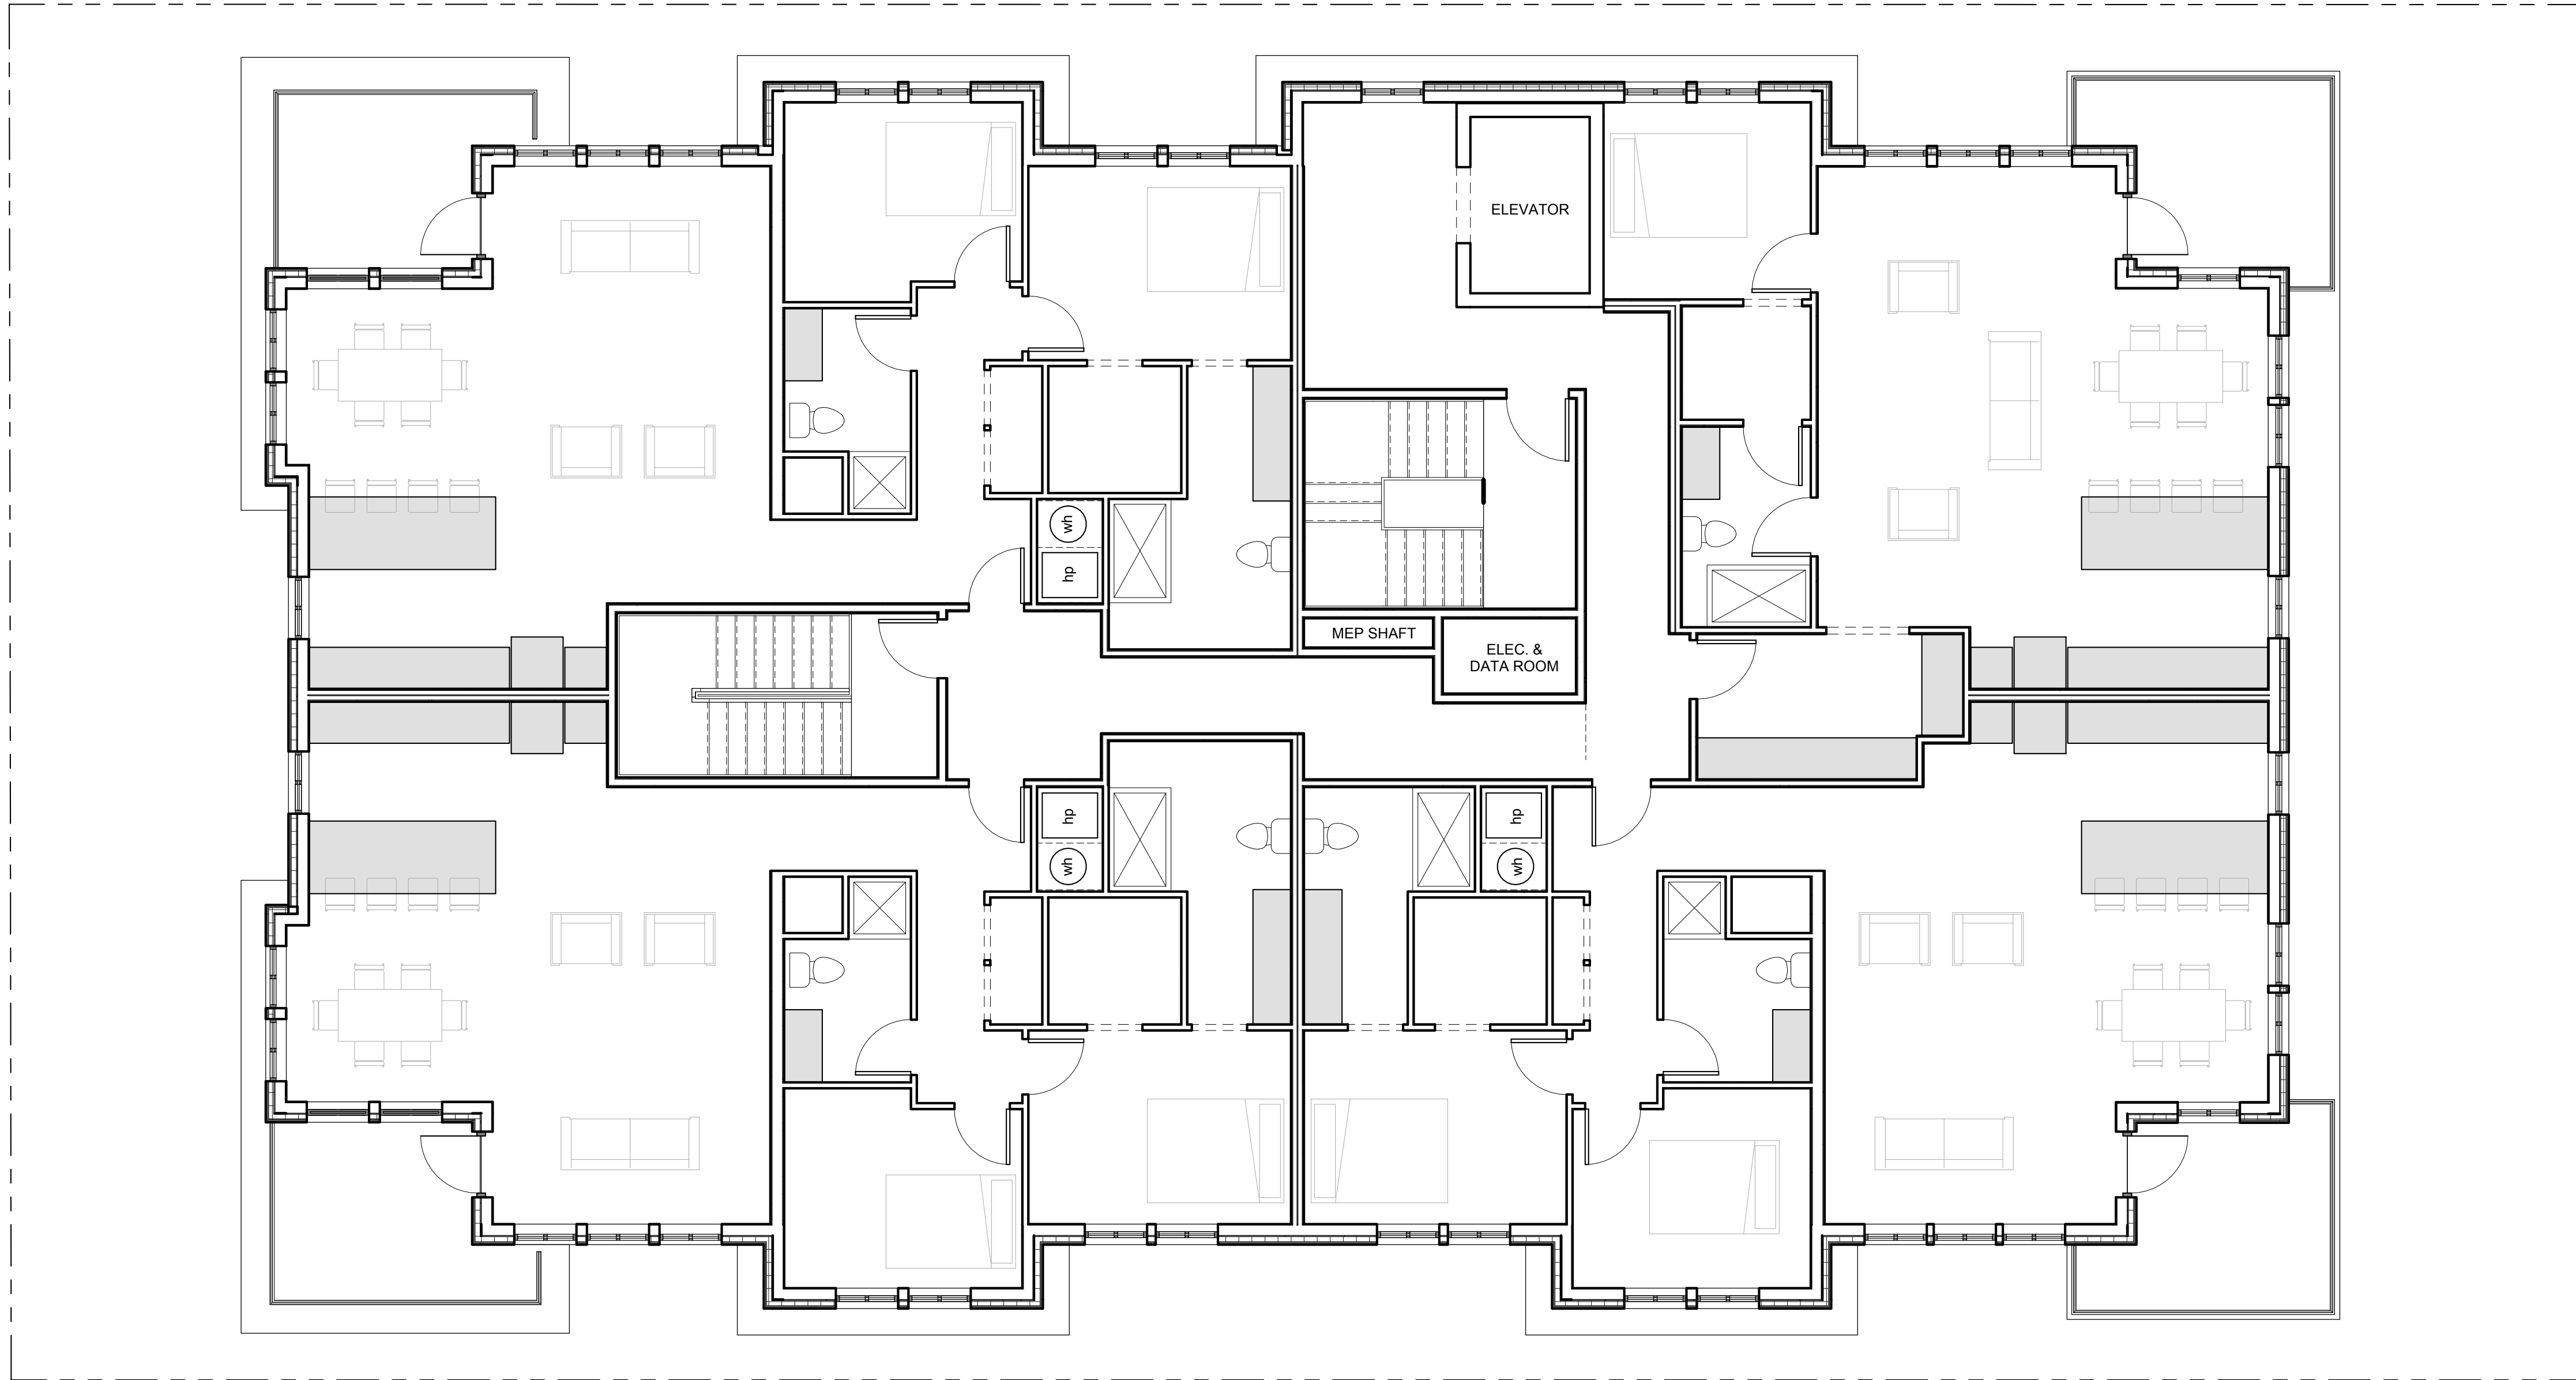 ELEVATOR
wh
hp
MEP SHAFT
ELEC. &
DATA ROOM
hp
wh
hp
wh